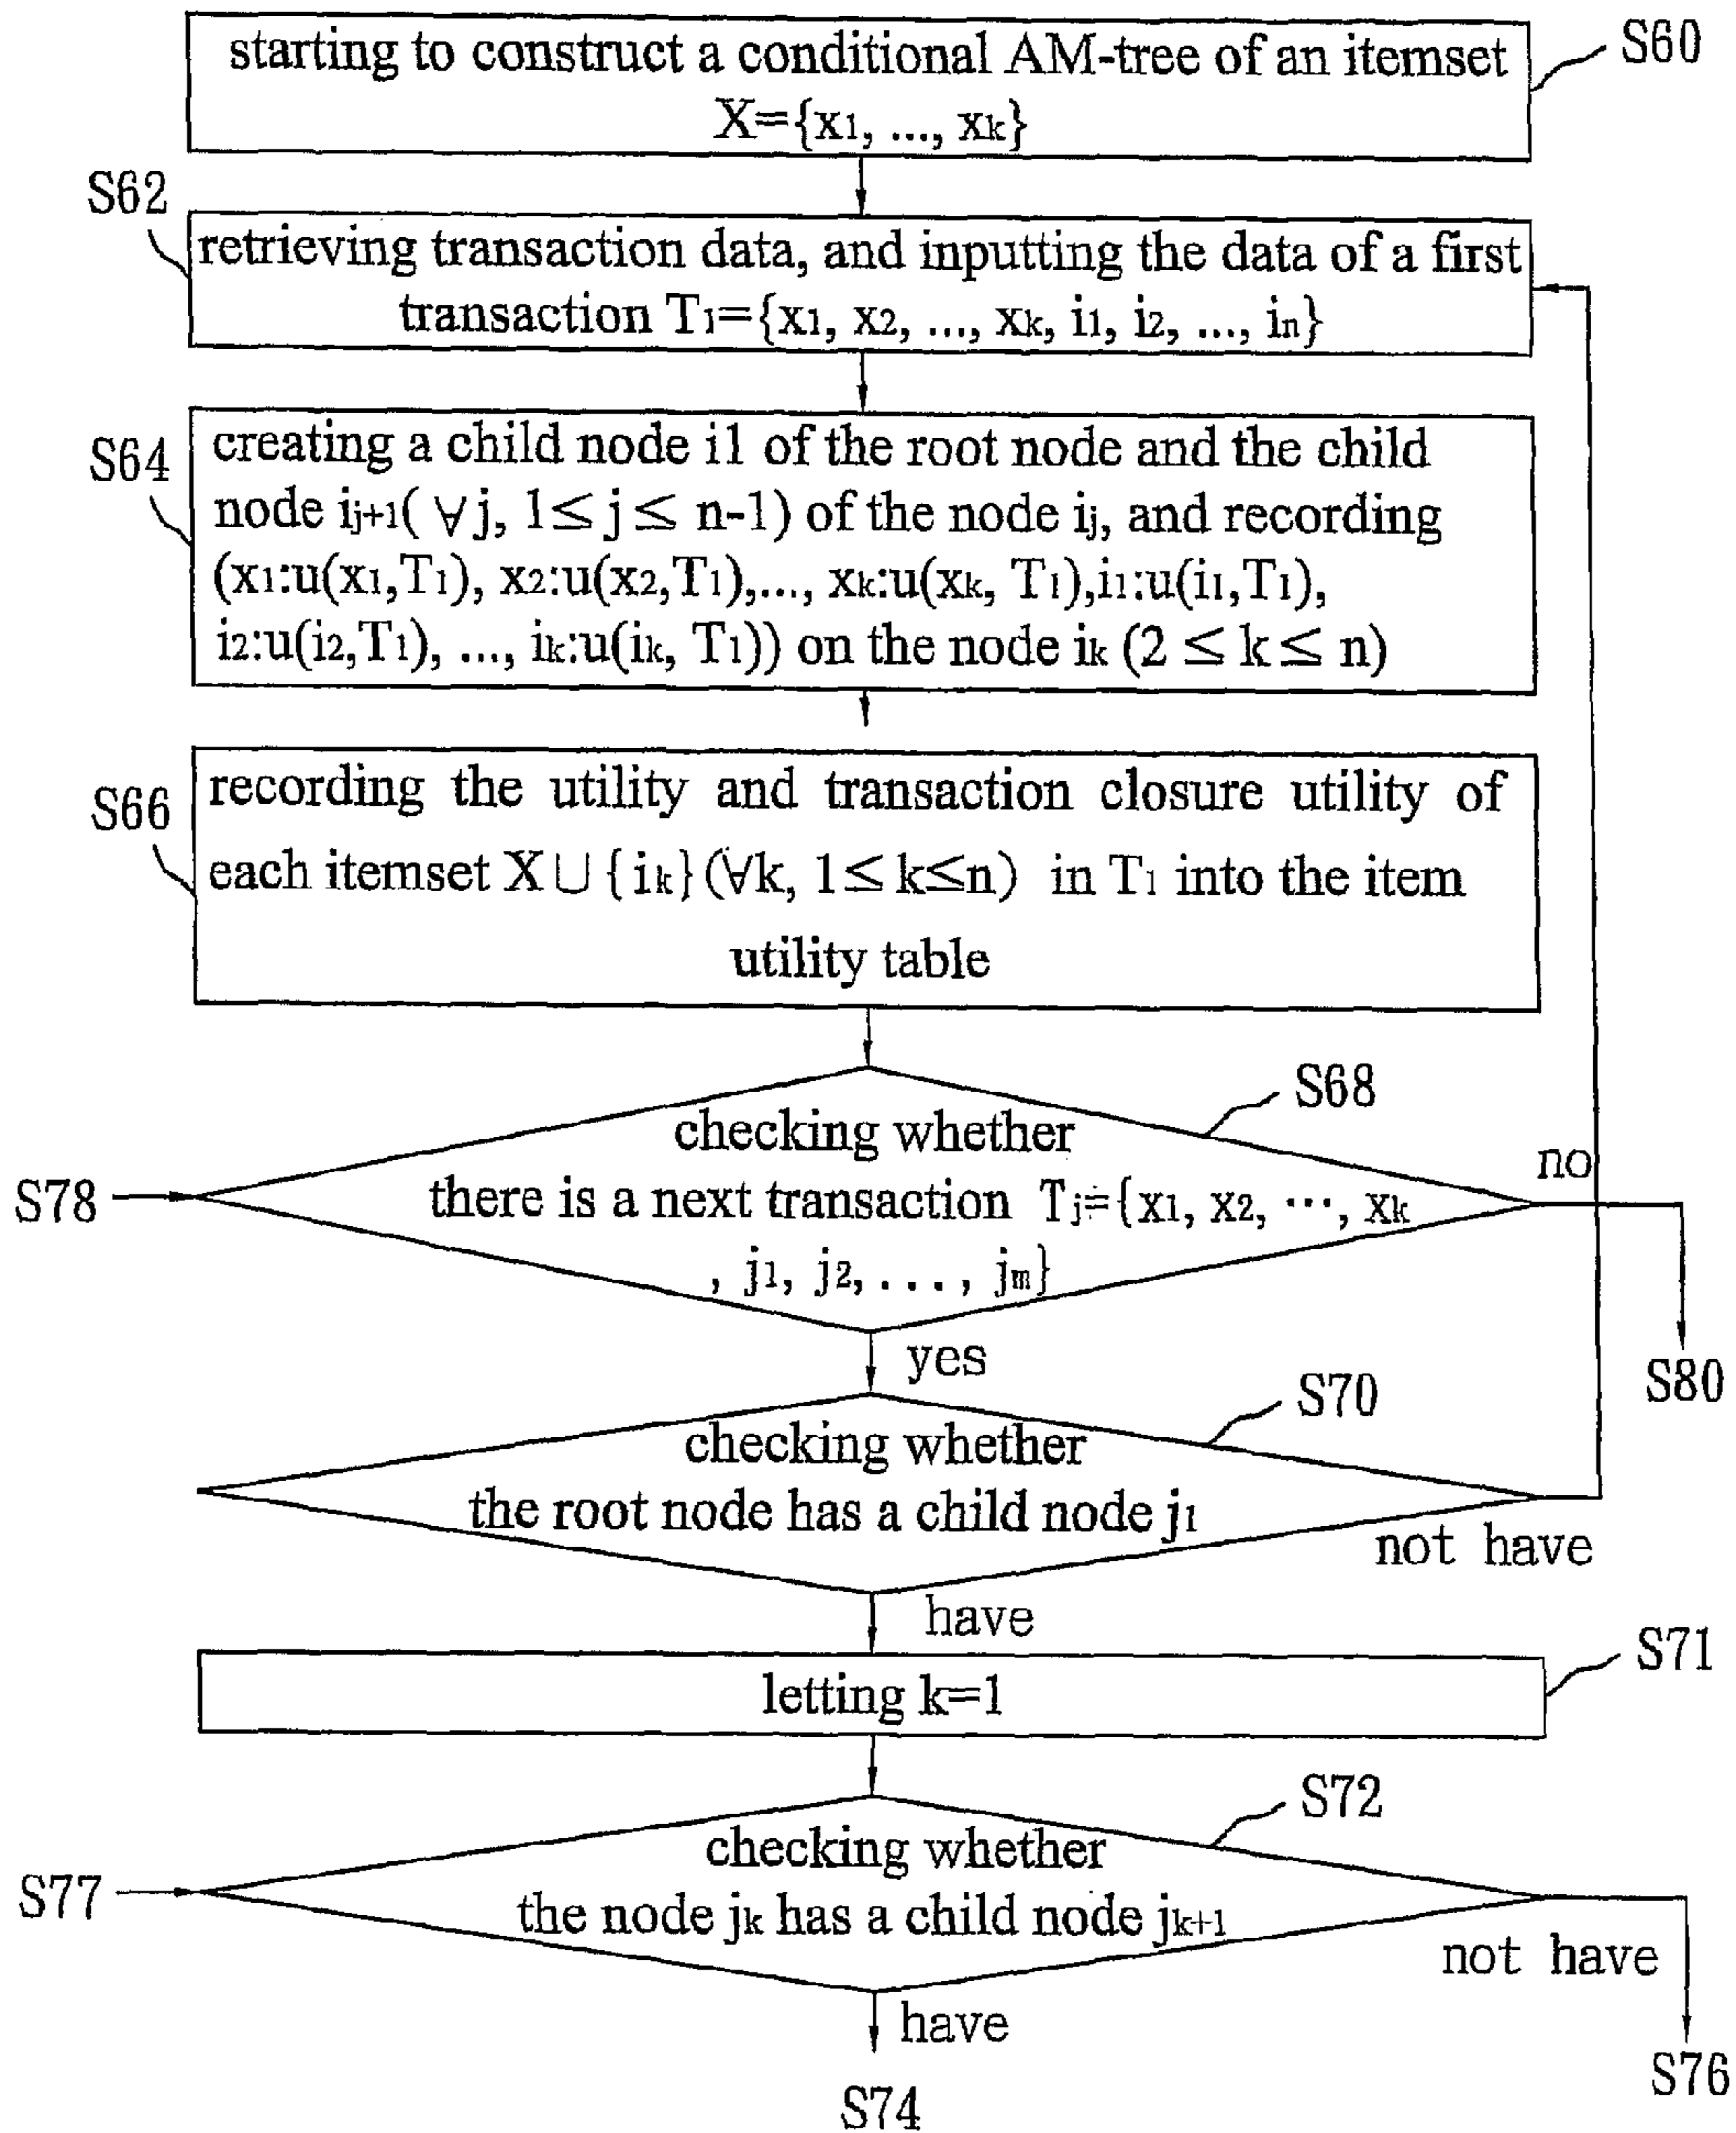 starting to construct a conditional AM-tree of an itemset
X={x1, ..., xk}
S60
S62
retrieving transaction data, and inputting the data of a first
transaction T1={x1, x2, ..., xk, i1, i2, ..., in}
S64
creating a child node i1 of the root node and the child
node ij+1( ∀j, 1≤ j ≤ n-1) of the node ij, and recording
(x1:u(x1,T1), x2:u(x2,T1),..., xk:u(xk, T1),i1:u(i1,T1),
i2:u(i2,T1), ..., ik:u(ik, T1)) on the node ik (2 ≤ k ≤ n)
S66
recording the utility and transaction closure utility of
each itemset X∪{ik}(∀k, 1≤k≤n) in T1 into the item
utility table
S68
checking whether
there is a next transaction Tj={x1, x2, ···, xk
, j1, j2, ..., jm}
S78
no
S80
yes
S70
checking whether
the root node has a child node j1
not have
have
S71
letting k=1
S72
checking whether
the node jk has a child node jk+1
S77
not have
have
S76
S74